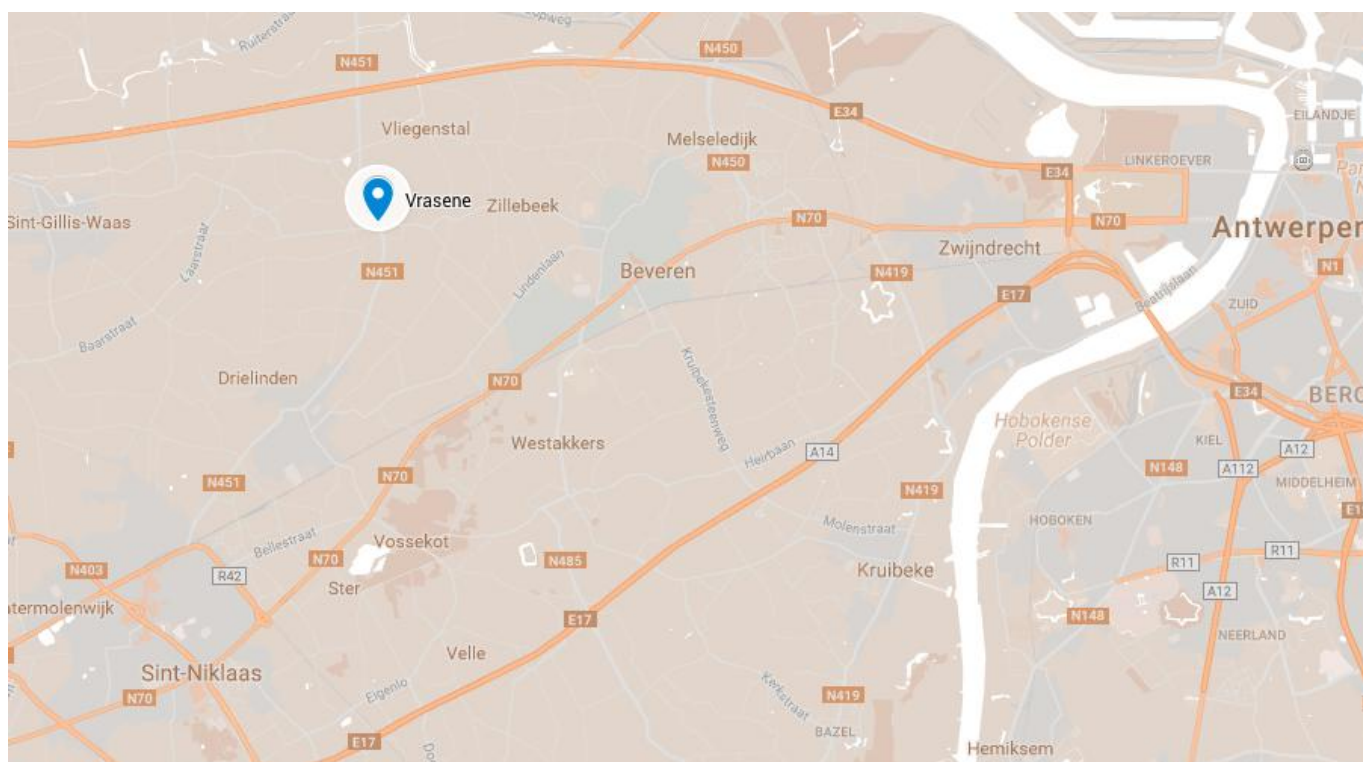 opweg
Ruiterstraat
N450
N451
E34
EILANDJE
Vliegenstal
Melseledijk
N450
LINKEROEVER
E34
Vrasene
Zillebeek
N70
N70
Sint-Gillis-Waas
Antwerpen
Laarstraat
Zwijndrecht
N451
Lindenlaan
Beveren
N419
N1
E17
Beatrijslaan
ZUID
Baarstraat
Kruibekesteenweg
Drielinden
N70
E34
BERC
Hobokense
Polder
Westakkers
Heirbaan
A14
KIEL
A12
N70
N148
A112
N451
N419
MIDDELHEIM
Molenstraat
HOBOKEN
E19
Bellestraat
Vossekot
N70
N485
R11
R11
N403
R42
Kruibeke
Ster
A12
atermolenwijk
E17
N148
NEERLAND
Velle
Sint-Niklaas
N70
Eigenlo
Kerkstraat
N419
BAZEL
E17
Hemiksem